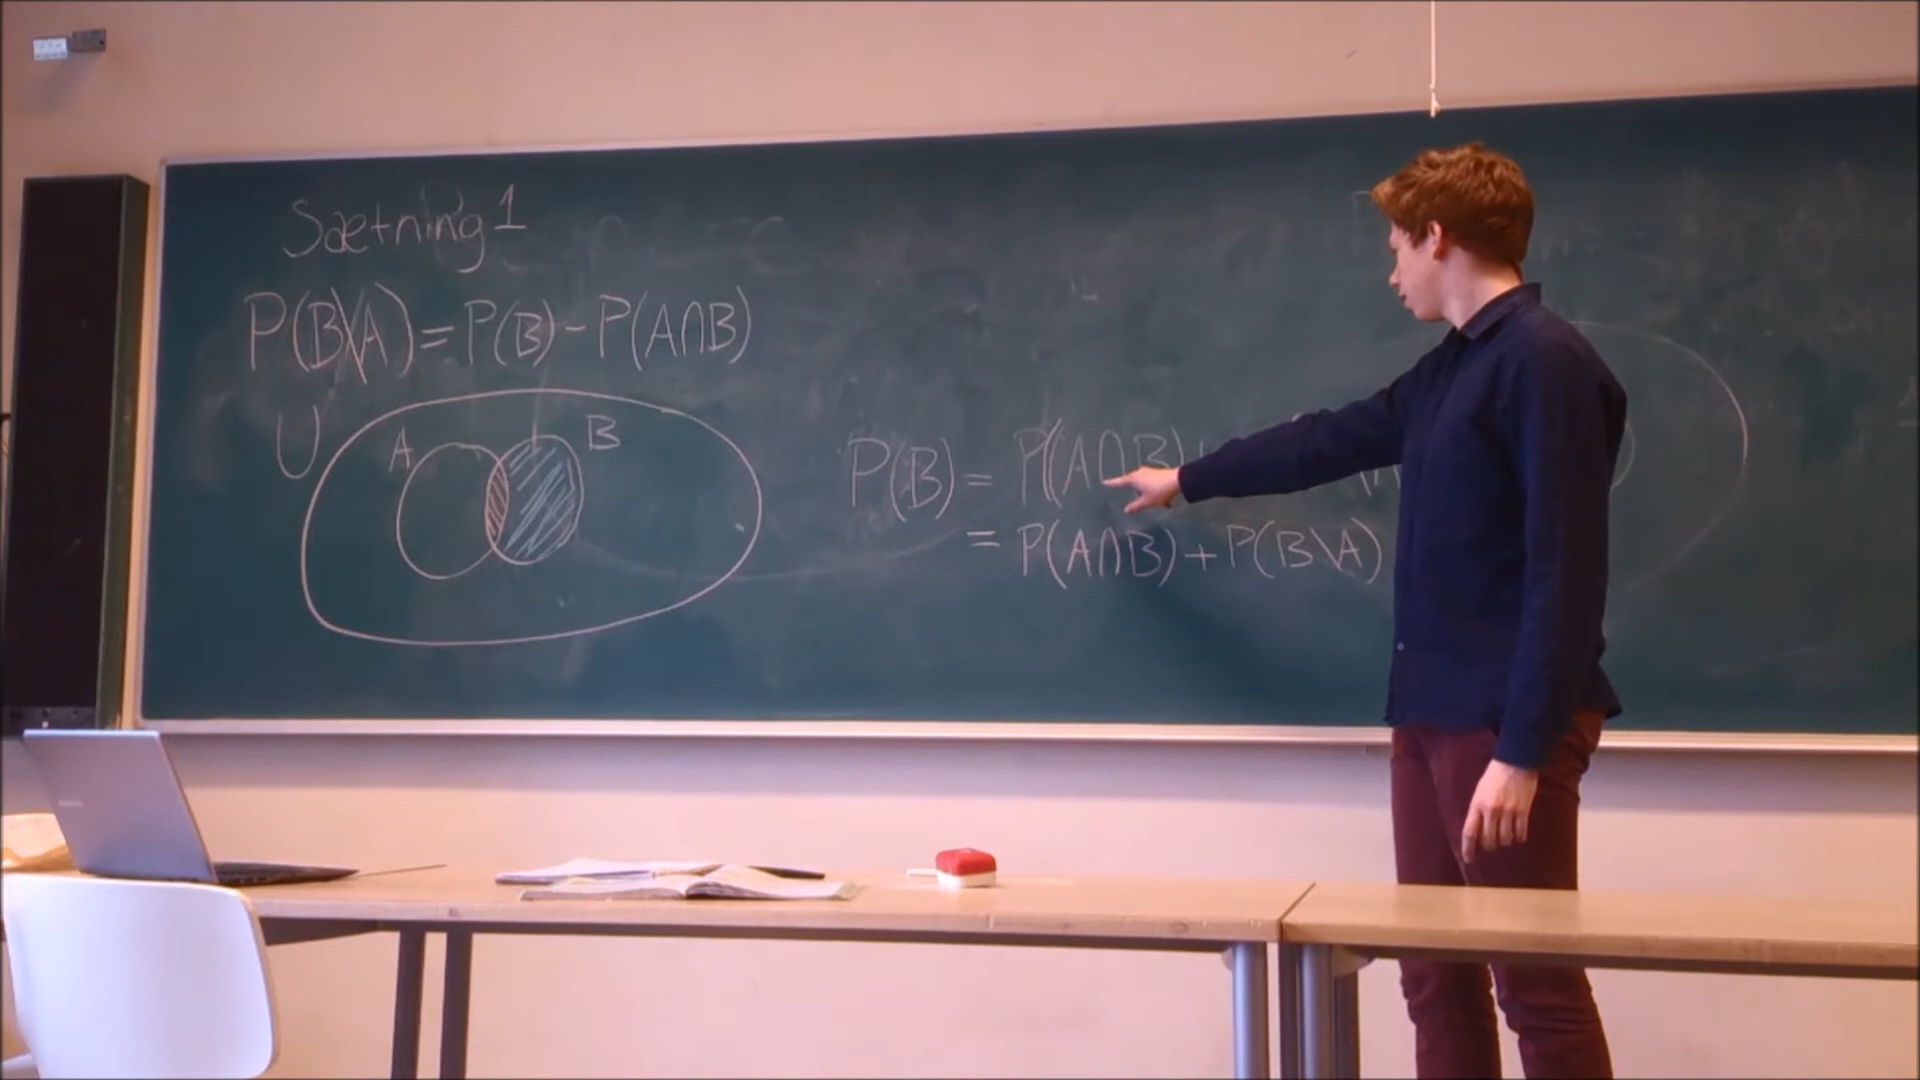 Sætning 1
P(B\A) = P(B) - P(A∩B)
U
A
B
P(B) = P(A∩B) +
= P(A∩B) + P(B\A)